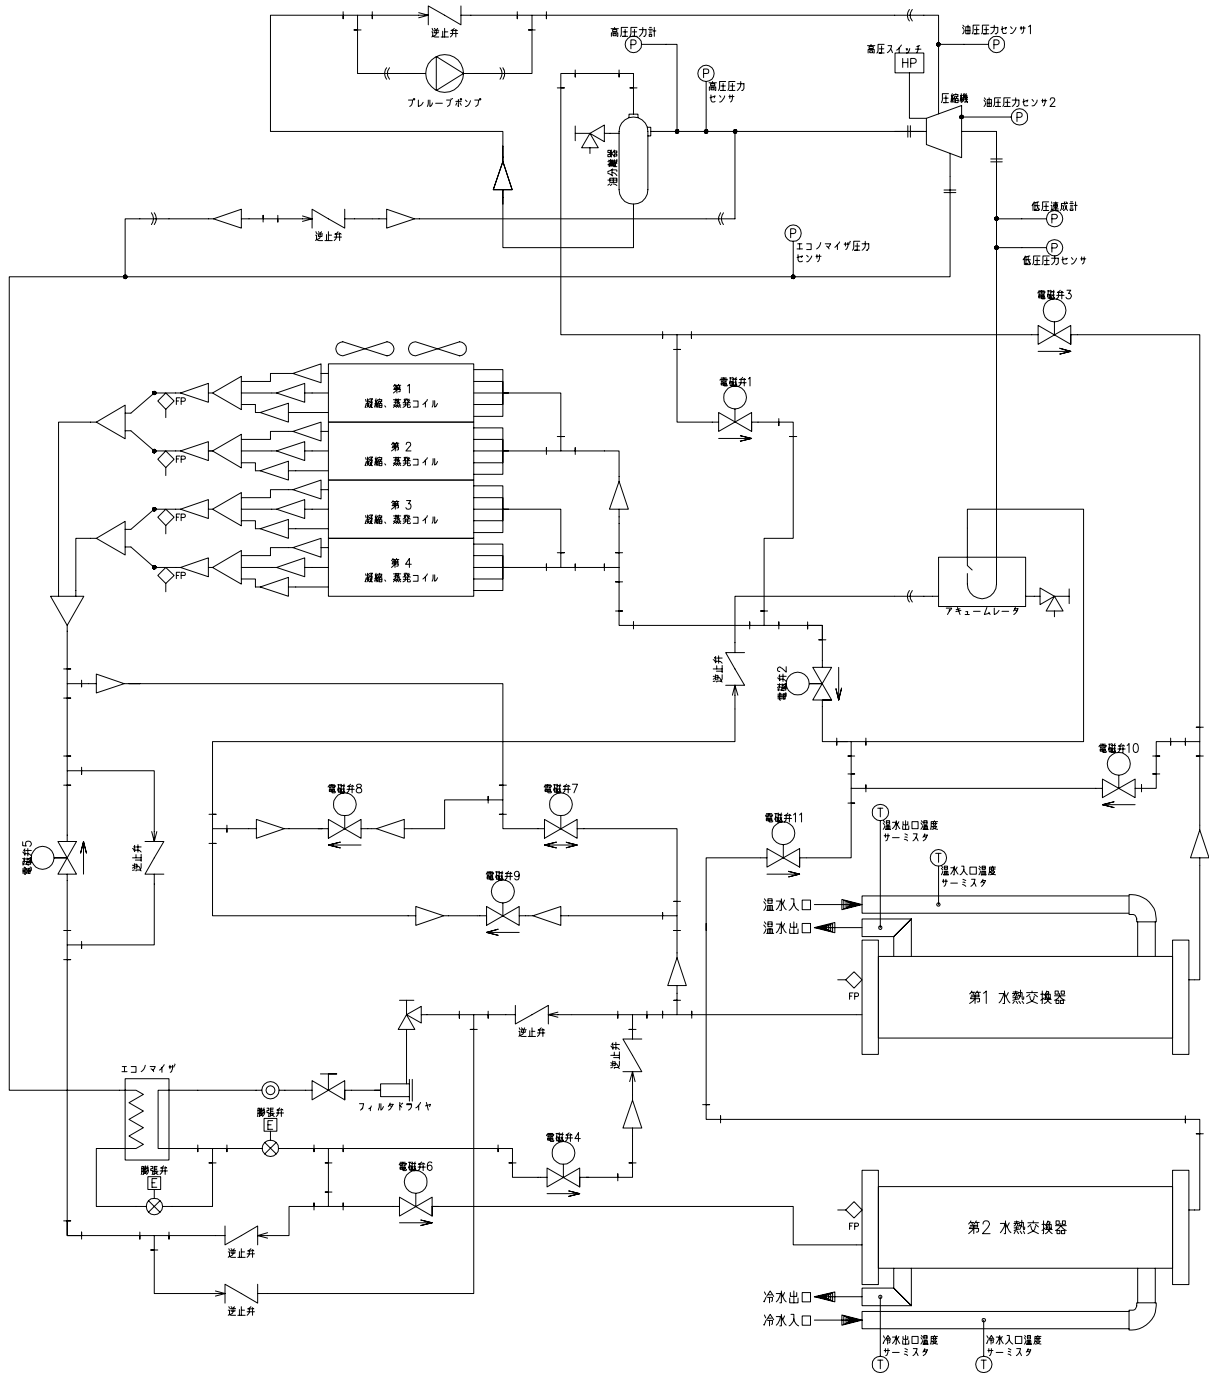 逆止弁
プレルーブポンプ
高圧圧力計
P
P
高圧圧力
センサ
油圧圧力センサ1
P
高圧スイッチ
HP
圧縮機
油圧圧力センサ2
P
油分離器
逆止弁
低圧連成計
P
P
低圧圧力センサ
P
エコノマイザ圧力
センサ
電磁弁3
電磁弁1
第 1
凝縮、蒸発コイル
FP
第 2
凝縮、蒸発コイル
FP
第 3
凝縮、蒸発コイル
FP
第 4
凝縮、蒸発コイル
FP
アキュームレータ
逆止弁
電磁弁2
電磁弁10
電磁弁8
電磁弁7
電磁弁11
電磁弁5
逆止弁
T
温水出口温度
サーミスタ
T
温水入口温度
サーミスタ
電磁弁9
温水入口
温水出口
FP
第1 水熱交換器
逆止弁
逆止弁
エコノマイザ
フィルタドライヤ
膨張弁
E
膨張弁
E
電磁弁4
電磁弁6
逆止弁
逆止弁
FP
第2 水熱交換器
冷水出口
冷水入口
冷水出口温度
サーミスタ
T
冷水入口温度
サーミスタ
T